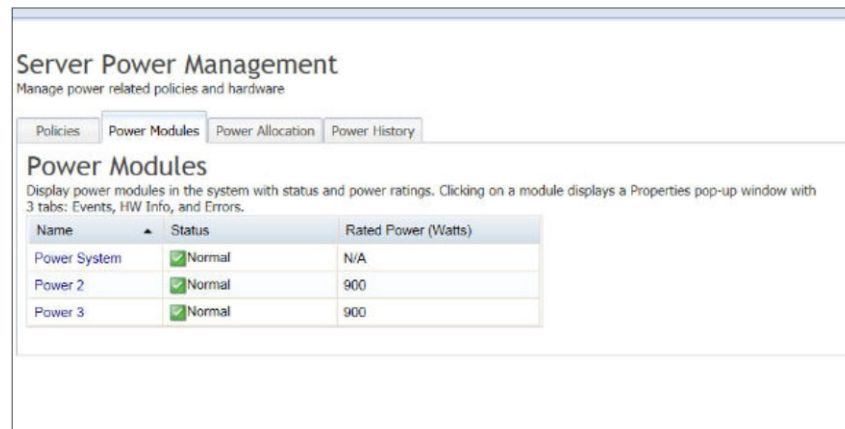 Server Power Management
Manage power related policies and hardware
Policies Power Modules Power Allocation Power History
Power Modules
Display power modules in the system with status and power ratings. Clicking on a module displays a Properties pop-up window with
3 tabs: Events, HW Info, and Errors.
Name Status Rated Power (Watts)
Power System Normal N/A
Power 2 Normal 900
Power 3 Normal 900